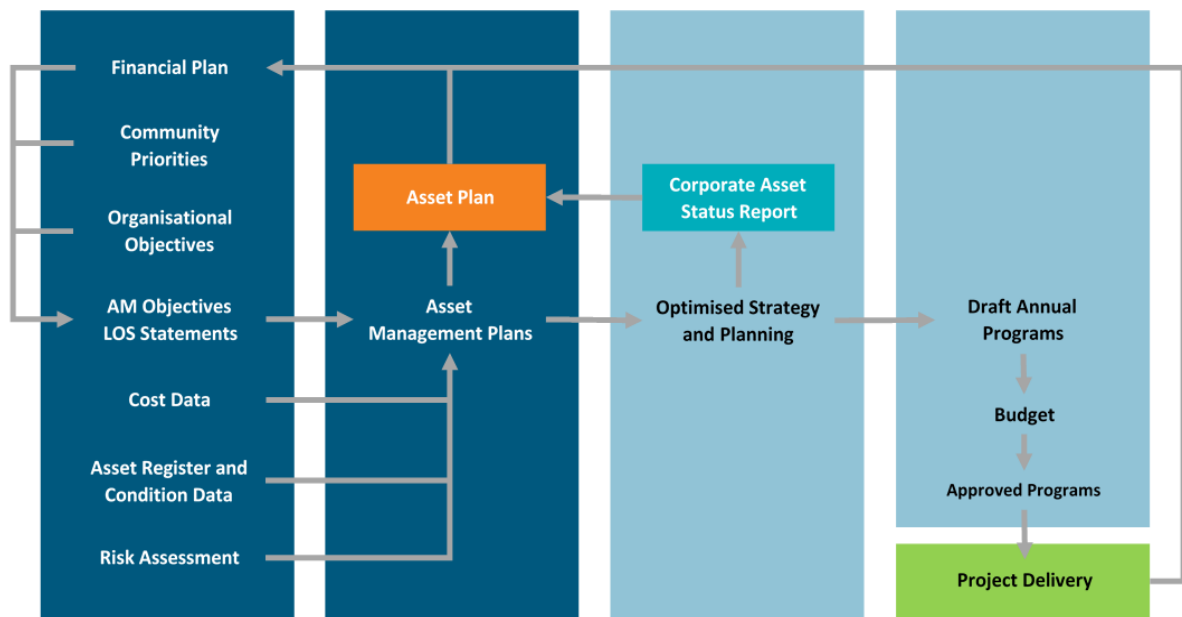 Financial Plan
Community
Priorities
Organisational
Objectives
AM Objectives
LOS Statements
Cost Data
Asset Register and
Condition Data
Risk Assessment
Asset Plan
Asset
Management Plans
Corporate Asset
Status Report
Optimised Strategy
and Planning
Draft Annual
Programs
Budget
Approved Programs
Project Delivery